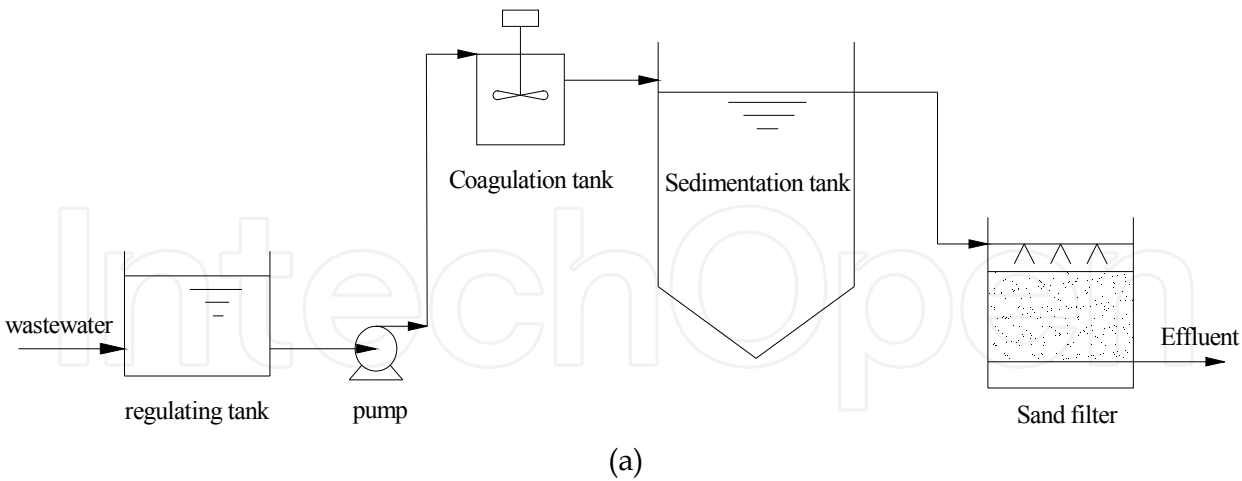 Coagulation tank
Sedimentation tank
IntechOpen
wastewater
Effluent
regulating tank
pump
Sand filter
(a)